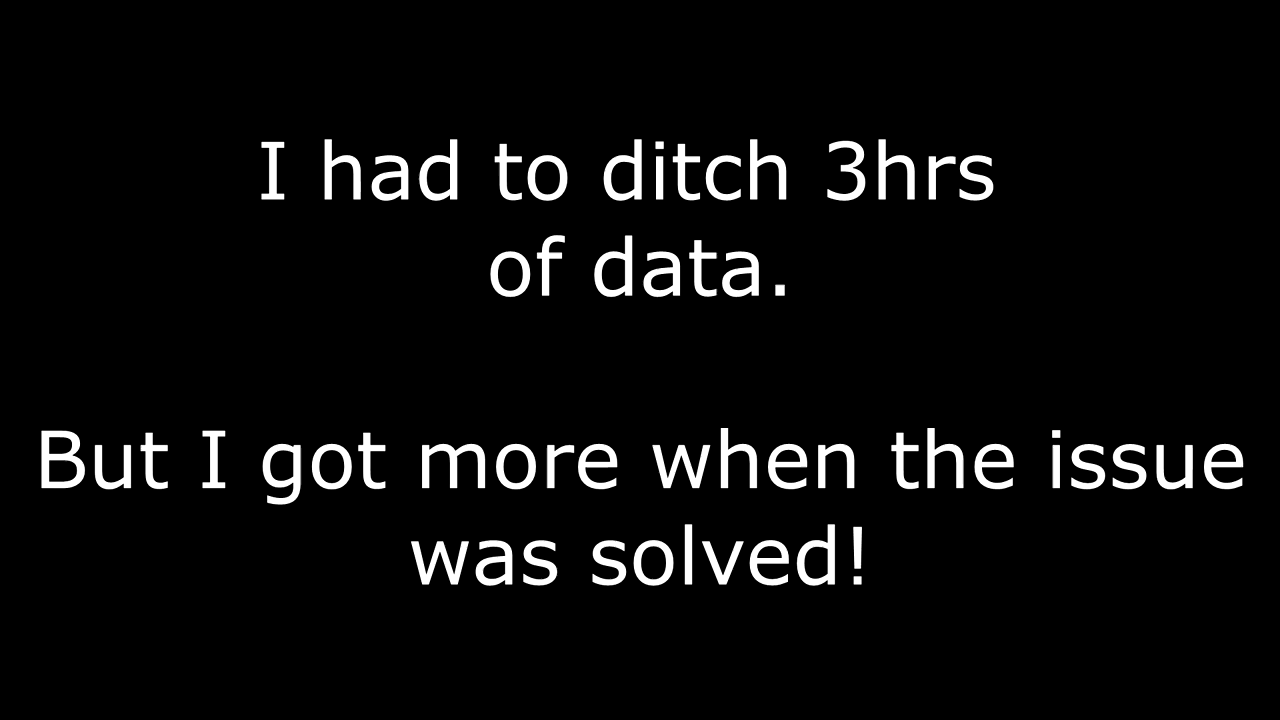 I had to ditch 3hrs
of data.
But I got more when the issue
was solved!